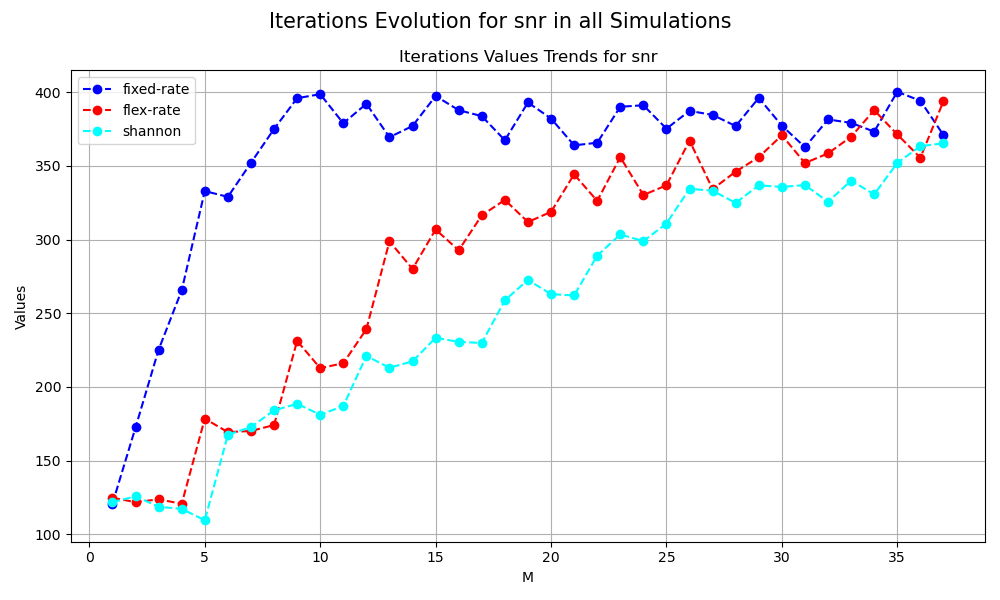 Iterations Evolution for snr in all Simulations
Iterations Values Trends for snr
fixed-rate
flex-rate
shannon
Values
400
350
300
250
200
150
100
0 5 10 15 20 25 30 35
M